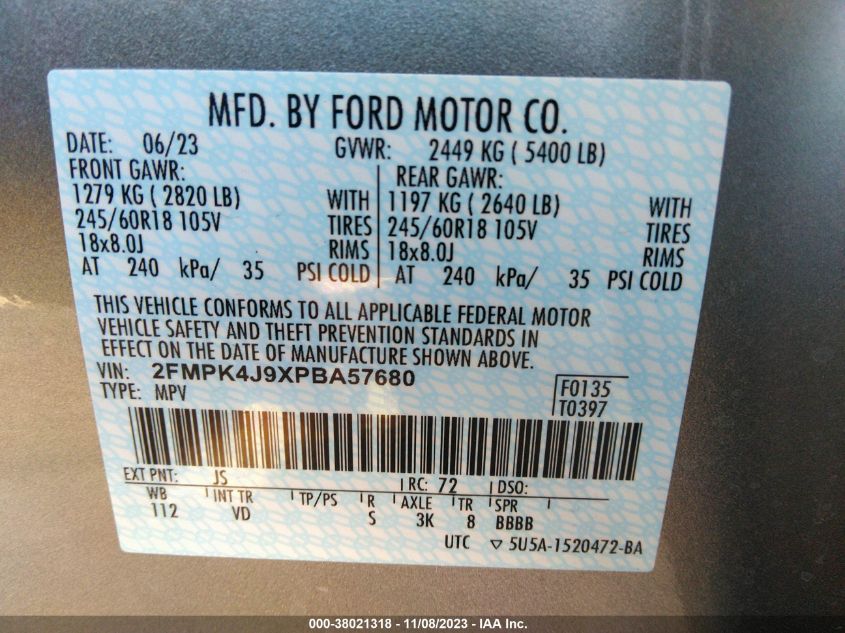 MFD. BY FORD MOTOR CO.
DATE: 06/23 GVWR: 2449 KG ( 5400 LB)
FRONT GAWR: REAR GAWR:
1279 KG ( 2820 LB) WITH 1197 KG ( 2640 LB) WITH
245/60R18 105V TIRES 245/60R18 105V TIRES
18x8.0J RIMS 18x8.0J RIMS
AT 240 kPa/ 35 PSI COLD AT 240 kPa/ 35 PSI COLD
THIS VEHICLE CONFORMS TO ALL APPLICABLE FEDERAL MOTOR
VEHICLE SAFETY AND THEFT PREVENTION STANDARDS IN
EFFECT ON THE DATE OF MANUFACTURE SHOWN ABOVE.
VIN: 2FMPK4J9XPBA57680
TYPE: MPV
F0135
T0397
EXT PNT: JS RC: 72 DSO:
WB INT TR TP/PS R AXLE TR SPR
112 VD S 3K 8 BBBB
UTC ▽ 5U5A-1520472-BA
000-38021318 - 11/08/2023 - IAA Inc.